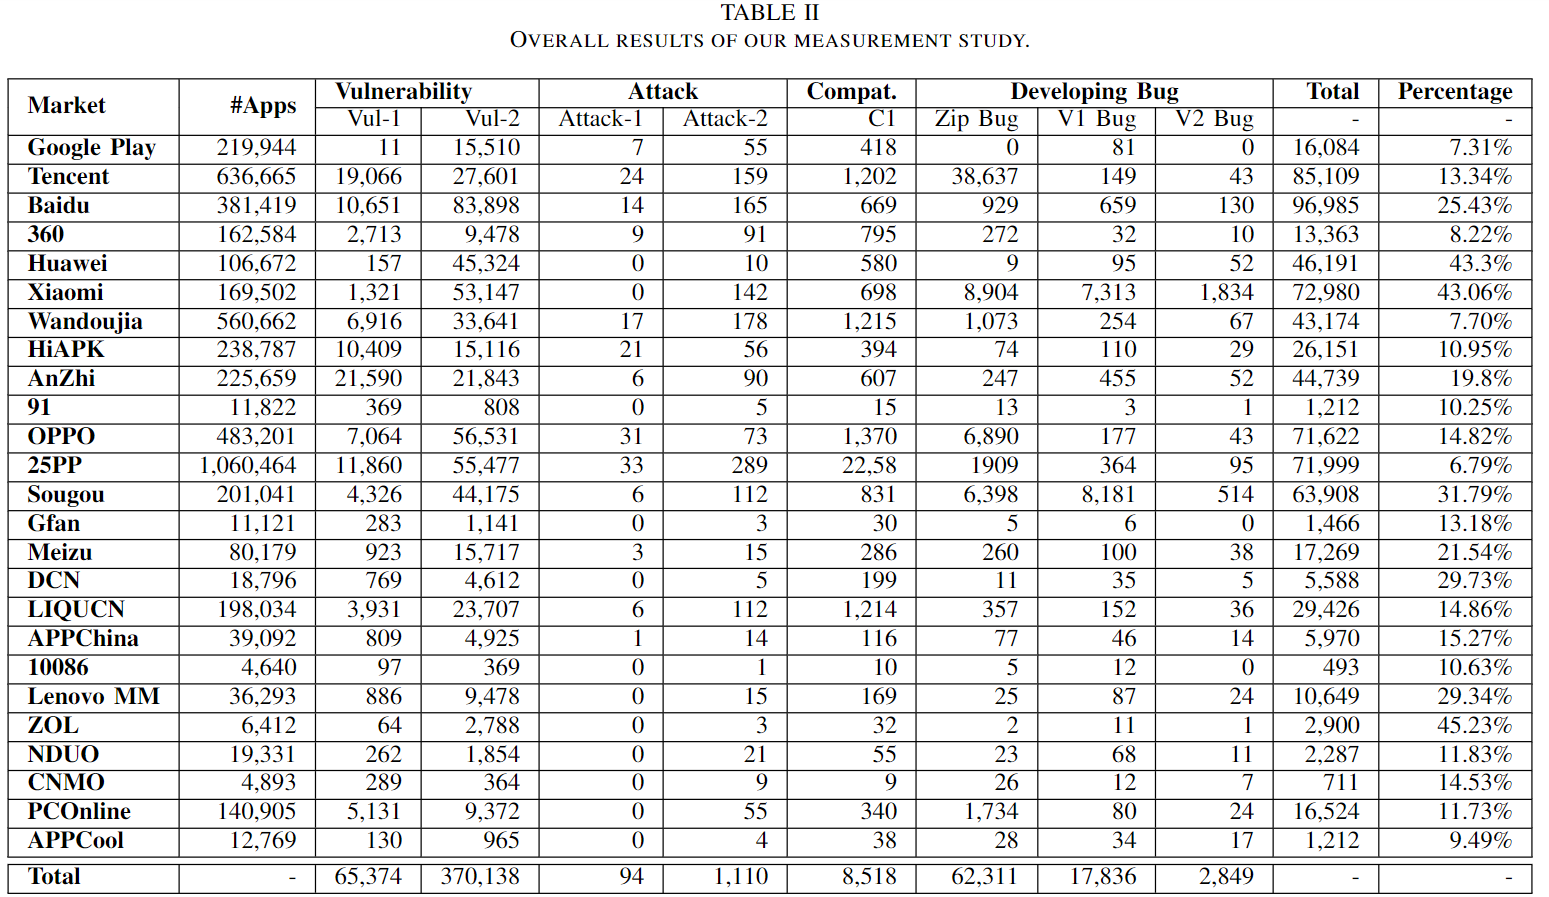 TABLE II
OVERALL RESULTS OF OUR MEASUREMENT STUDY.
Market #Apps Vulnerability Attack Compat. Developing Bug Total Percentage
Vul-1 Vul-2 Attack-1 Attack-2 C1 Zip Bug V1 Bug V2 Bug - -
Google Play 219,944 11 15,510 7 55 418 0 81 0 16,084 7.31%
Tencent 636,665 19,066 27,601 24 159 1,202 38,637 149 43 85,109 13.34%
Baidu 381,419 10,651 83,898 14 165 669 929 659 130 96,985 25.43%
360 162,584 2,713 9,478 9 91 795 272 32 10 13,363 8.22%
Huawei 106,672 157 45,324 0 10 580 9 95 52 46,191 43.3%
Xiaomi 169,502 1,321 53,147 0 142 698 8,904 7,313 1,834 72,980 43.06%
Wandoujia 560,662 6,916 33,641 17 178 1,215 1,073 254 67 43,174 7.70%
HiAPK 238,787 10,409 15,116 21 56 394 74 110 29 26,151 10.95%
AnZhi 225,659 21,590 21,843 6 90 607 247 455 52 44,739 19.8%
91 11,822 369 808 0 5 15 13 3 1 1,212 10.25%
OPPO 483,201 7,064 56,531 31 73 1,370 6,890 177 43 71,622 14.82%
25PP 1,060,464 11,860 55,477 33 289 22,58 1909 364 95 71,999 6.79%
Sougou 201,041 4,326 44,175 6 112 831 6,398 8,181 514 63,908 31.79%
Gfan 11,121 283 1,141 0 3 30 5 6 0 1,466 13.18%
Meizu 80,179 923 15,717 3 15 286 260 100 38 17,269 21.54%
DCN 18,796 769 4,612 0 5 199 11 35 5 5,588 29.73%
LIQUCN 198,034 3,931 23,707 6 112 1,214 357 152 36 29,426 14.86%
APPChina 39,092 809 4,925 1 14 116 77 46 14 5,970 15.27%
10086 4,640 97 369 0 1 10 5 12 0 493 10.63%
Lenovo MM 36,293 886 9,478 0 15 169 25 87 24 10,649 29.34%
ZOL 6,412 64 2,788 0 3 32 2 11 1 2,900 45.23%
NDUO 19,331 262 1,854 0 21 55 23 68 11 2,287 11.83%
CNMO 4,893 289 364 0 9 9 26 12 7 711 14.53%
PCOnline 140,905 5,131 9,372 0 55 340 1,734 80 24 16,524 11.73%
APPCool 12,769 130 965 0 4 38 28 34 17 1,212 9.49%
Total - 65,374 370,138 94 1,110 8,518 62,311 17,836 2,849 - -